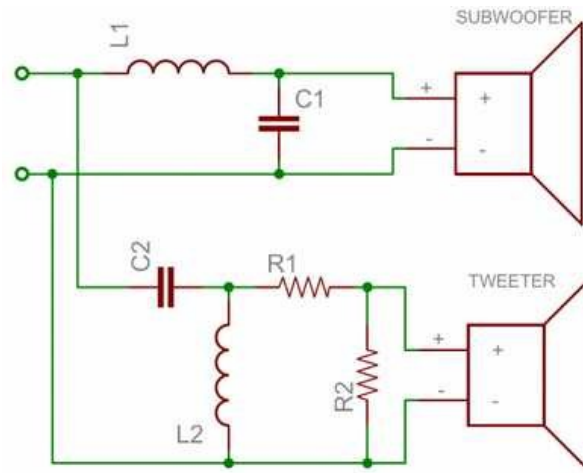 SUBWOOFER
L1
C1
+
+
-
-
C2
R1
TWEETER
+
+
R2
-
-
L2